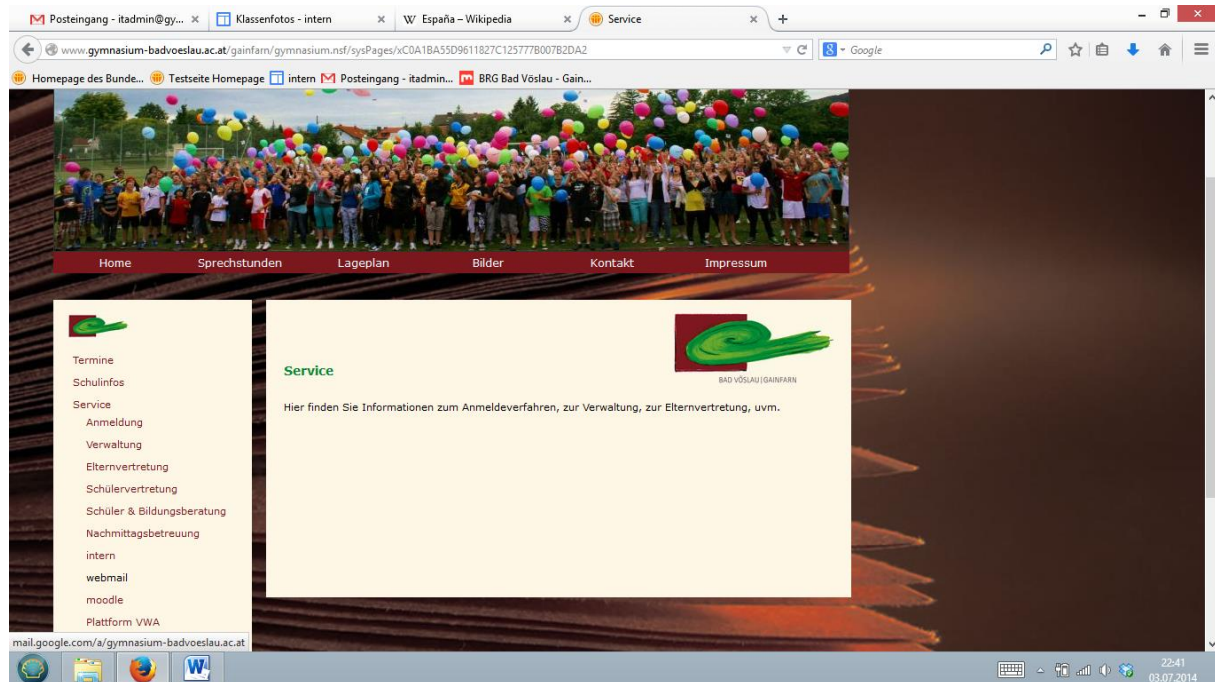 Posteingang - itadmin@gy... × Klassenfotos - intern × W España – Wikipedia × Service × +
www.gymnasium-badvoeslau.ac.at/gainfarn/gymnasium.nsf/sysPages/xC0A1BA55D9611827C125777B007B2DA2 Google
Homepage des Bunde... Testseite Homepage intern Posteingang - itadmin... BRG Bad Vöslau - Gain...
Home Sprechstunden Lageplan Bilder Kontakt Impressum
Termine
Schulinfos
Service
Anmeldung
Verwaltung
Elternvertretung
Schülervertretung
Schüler & Bildungsberatung
Nachmittagsbetreuung
intern
webmail
moodle
Plattform VWA
BAD VÖSLAU|GAINFARN
Service
Hier finden Sie Informationen zum Anmeldeverfahren, zur Verwaltung, zur Elternvertretung, uvm.
mail.google.com/a/gymnasium-badvoeslau.ac.at
22:41
03.07.2014